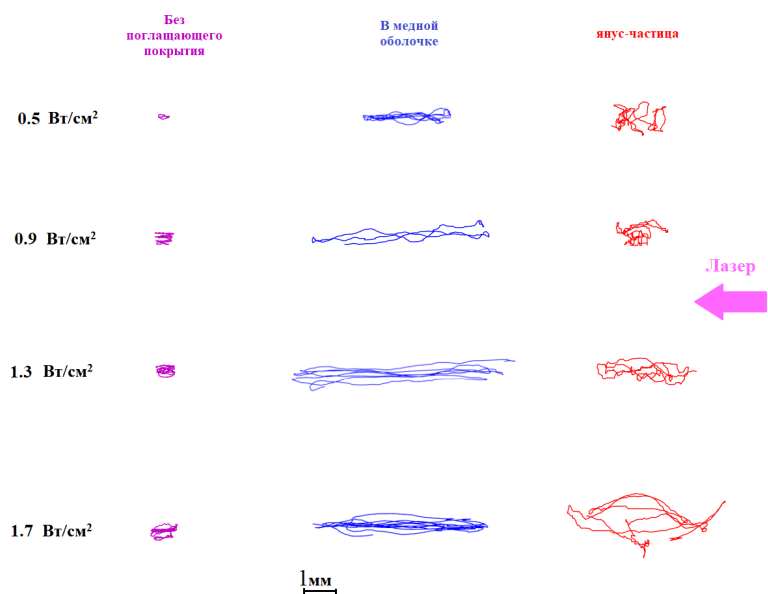 Без
поглащающего
покрытия
В медной
оболочке
янус-частица
0.5 Вт/см²
0.9 Вт/см²
Лазер
1.3 Вт/см²
1.7 Вт/см²
1мм